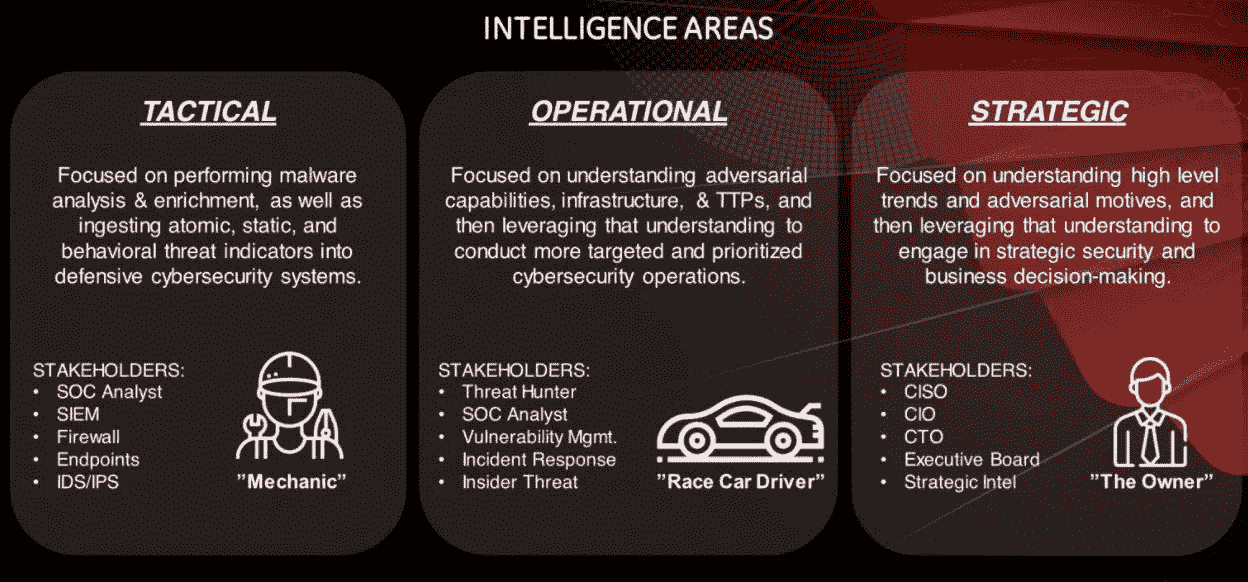 INTELLIGENCE AREAS
TACTICAL
Focused on performing malware
analysis & enrichment, as well as
ingesting atomic, static, and
behavioral threat indicators into
defensive cybersecurity systems.
STAKEHOLDERS:
• SOC Analyst
• SIEM
• Firewall
• Endpoints
• IDS/IPS
”Mechanic”
OPERATIONAL
Focused on understanding adversarial
capabilities, infrastructure, & TTPs, and
then leveraging that understanding to
conduct more targeted and prioritized
cybersecurity operations.
STAKEHOLDERS:
• Threat Hunter
• SOC Analyst
• Vulnerability Mgmt.
• Incident Response
• Insider Threat
”Race Car Driver”
STRATEGIC
Focused on understanding high level
trends and adversarial motives, and
then leveraging that understanding to
engage in strategic security and
business decision-making.
STAKEHOLDERS:
• CISO
• CIO
• CTO
• Executive Board
• Strategic Intel
”The Owner”